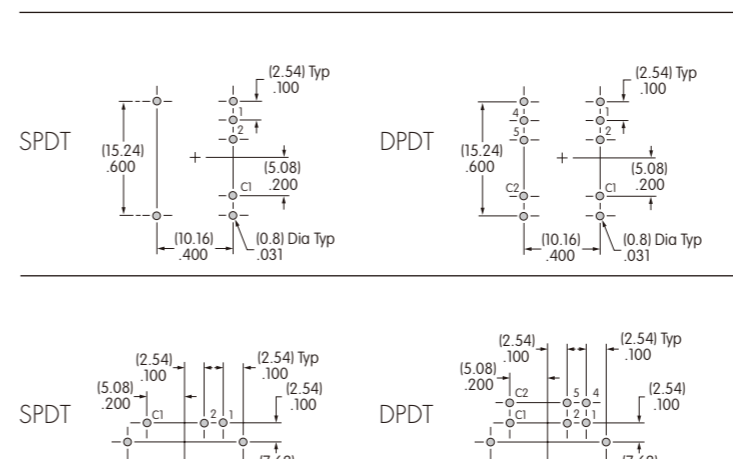 (2.54) Typ
.100
1
2
SPDT
(15.24)
.600
(5.08)
.200
C1
(10.16)
.400
(0.8) Dia Typ
.031
(2.54) Typ
.100
4
1
5
2
DPDT
(15.24)
.600
(5.08)
.200
C2
C1
(10.16)
.400
(0.8) Dia Typ
.031
(2.54)
.100
(2.54) Typ
.100
(5.08)
.200
(2.54)
.100
SPDT
C1
2
1
(2.54)
.100
(2.54) Typ
.100
(5.08)
.200
(2.54)
.100
C2
5
4
DPDT
C1
2
1